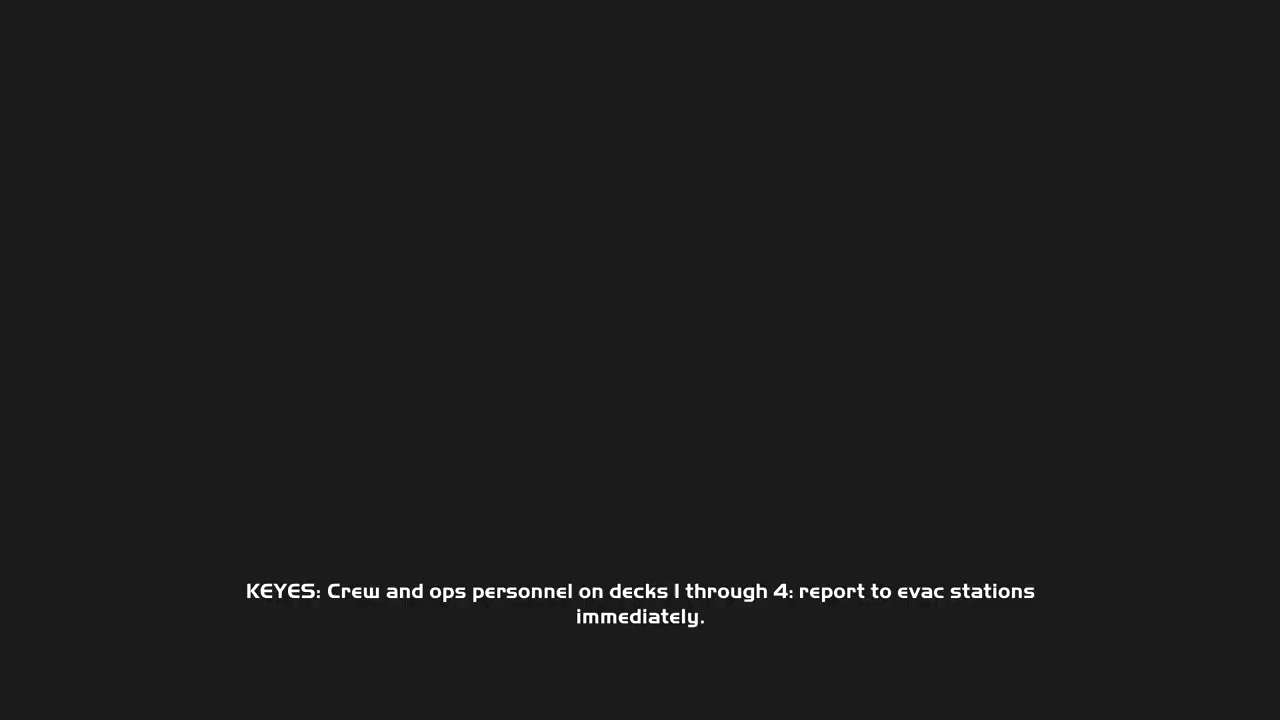 KEYES: Crew and ops personnel on decks 1 through 4: report to evac stations
immediately.